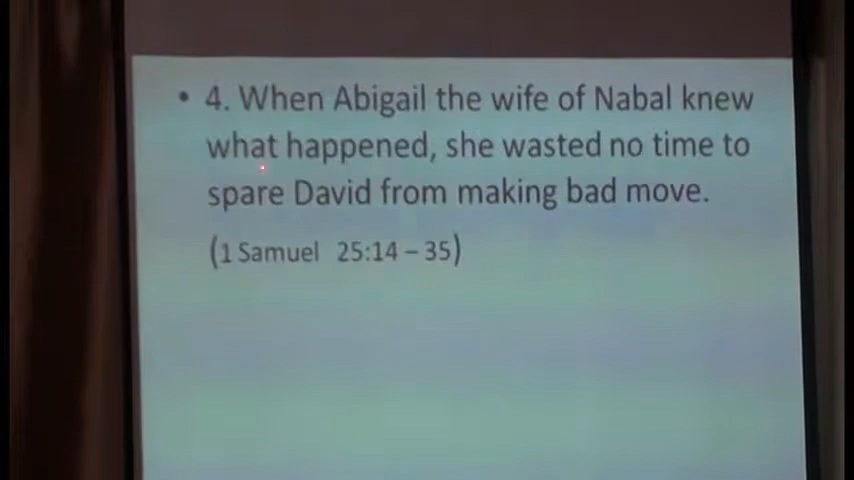 • 4. When Abigail the wife of Nabal knew
what happened, she wasted no time to
spare David from making bad move.
(1 Samuel 25:14 – 35)